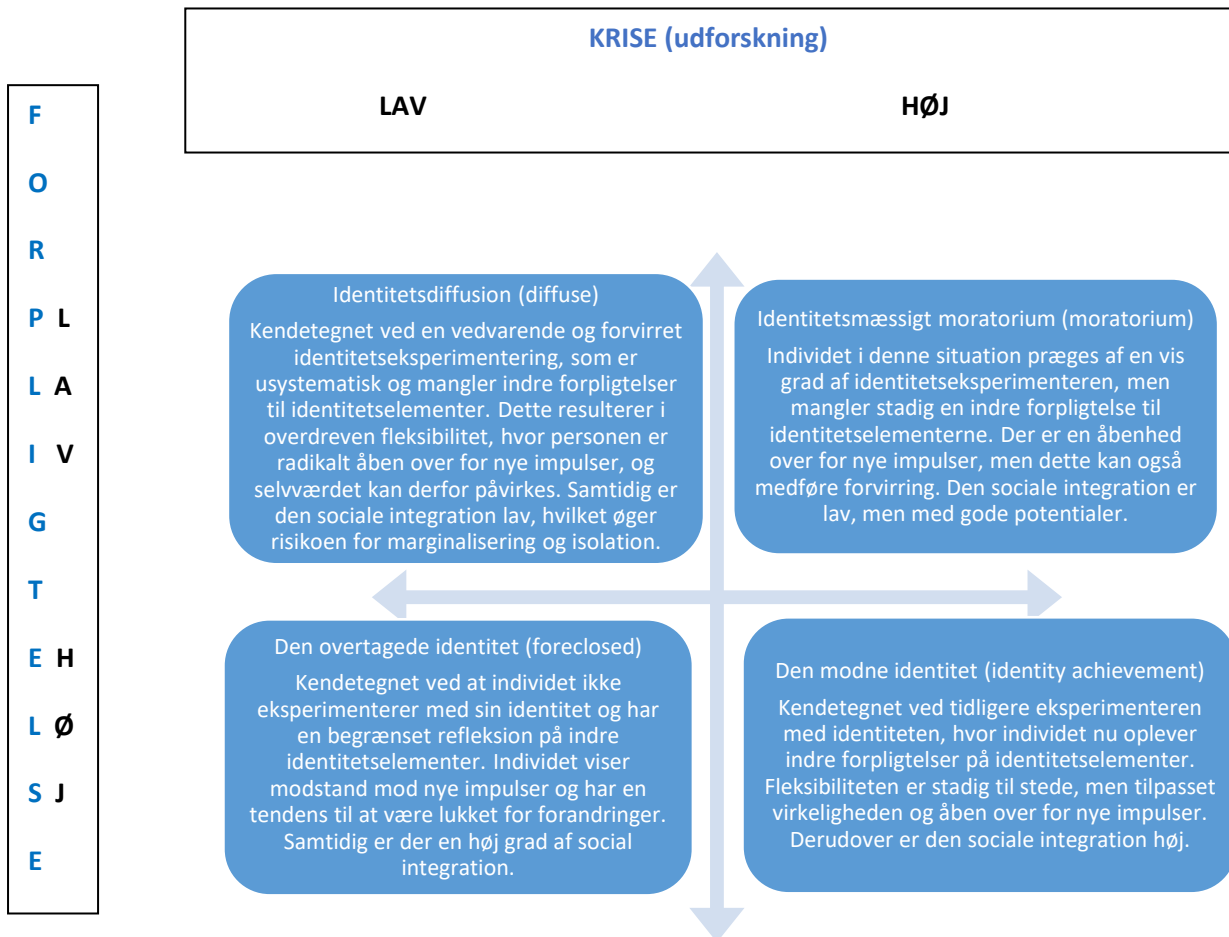 KRISE (udforskning)
LAV HØJ
F
O
R
P L
L A
I V
G
T
E H
L Ø
S J
E
Identitetsdiffusion (diffuse)
Kendetegnet ved en vedvarende og forvirret
identitetseksperimentering, som er
usystematisk og mangler indre forpligtelser
til identitetselementer. Dette resulterer i
overdreven fleksibilitet, hvor personen er
radikalt åben over for nye impulser, og
selvværdet kan derfor påvirkes. Samtidig er
den sociale integration lav, hvilket øger
risikoen for marginalisering og isolation.
Identitetsmæssigt moratorium (moratorium)
Individet i denne situation præges af en vis
grad af identitetseksperimenteren, men
mangler stadig en indre forpligtelse til
identitetselementerne. Der er en åbenhed
over for nye impulser, men dette kan også
medføre forvirring. Den sociale integration er
lav, men med gode potentialer.
Den overtagede identitet (foreclosed)
Kendetegnet ved at individet ikke
eksperimenterer med sin identitet og har
en begrænset refleksion på indre
identitetselementer. Individet viser
modstand mod nye impulser og har en
tendens til at være lukket for forandringer.
Samtidig er der en høj grad af social
integration.
Den modne identitet (identity achievement)
Kendetegnet ved tidligere eksperimenteren
med identiteten, hvor individet nu oplever
indre forpligtelser på identitetselementer.
Fleksibiliteten er stadig til stede, men tilpasset
virkeligheden og åben over for nye impulser.
Derudover er den sociale integration høj.